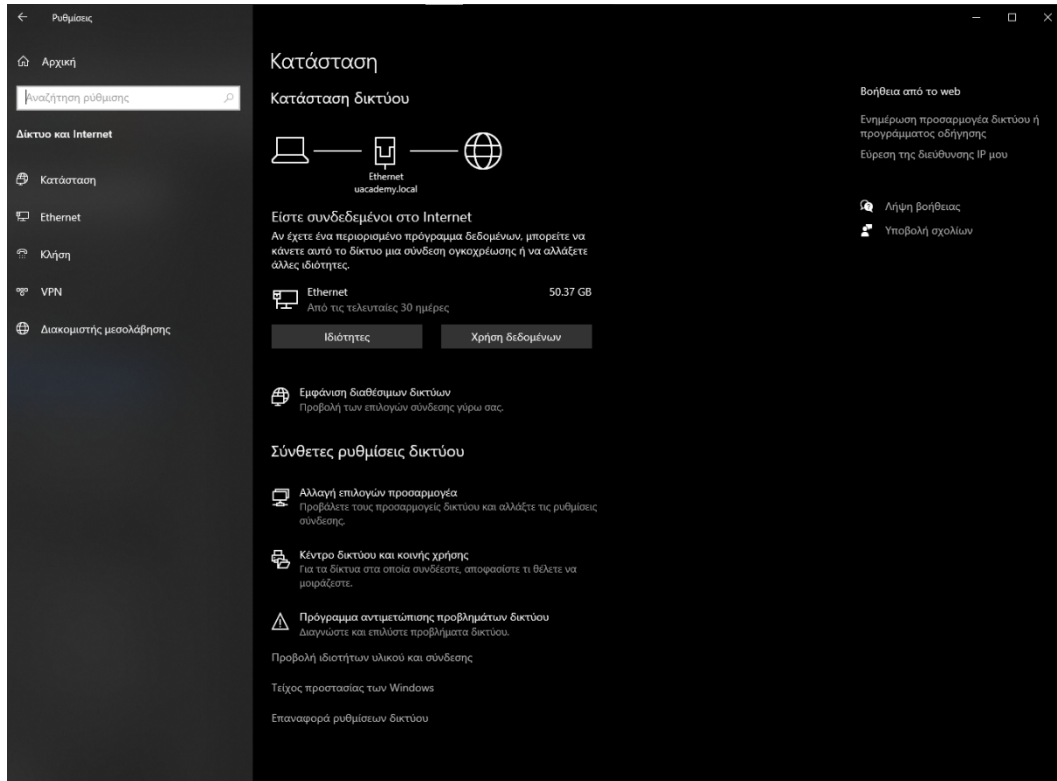 Ρυθμίσεις
Αρχική
Αναζήτηση ρύθμισης
Δίκτυο και Internet
Κατάσταση
Ethernet
Κλήση
VPN
Διακομιστής μεσολάβησης
Κατάσταση
Κατάσταση δικτύου
Ethernet
uacademy.local
Είστε συνδεδεμένοι στο Internet
Αν έχετε ένα περιορισμένο πρόγραμμα δεδομένων, μπορείτε να
κάνετε αυτό το δίκτυο μια σύνδεση ογκοχρέωσης ή να αλλάξετε
άλλες ιδιότητες.
Ethernet 50.37 GB
Από τις τελευταίες 30 ημέρες
Ιδιότητες Χρήση δεδομένων
Εμφάνιση διαθέσιμων δικτύων
Προβολή των επιλογών σύνδεσης γύρω σας.
Σύνθετες ρυθμίσεις δικτύου
Αλλαγή επιλογών προσαρμογέα
Προβάλετε τους προσαρμογείς δικτύου και αλλάξτε τις ρυθμίσεις
σύνδεσης.
Κέντρο δικτύου και κοινής χρήσης
Για τα δίκτυα στα οποία συνδέεστε, αποφασίστε τι θέλετε να
μοιράζεστε.
Πρόγραμμα αντιμετώπισης προβλημάτων δικτύου
Διαγνώστε και επιλύστε προβλήματα δικτύου.
Προβολή ιδιοτήτων υλικού και σύνδεσης
Τείχος προστασίας των Windows
Επαναφορά ρυθμίσεων δικτύου
Βοήθεια από το web
Ενημέρωση προσαρμογέα δικτύου ή
προγράμματος οδήγησης
Εύρεση της διεύθυνσης IP μου
Λήψη βοήθειας
Υποβολή σχολίων